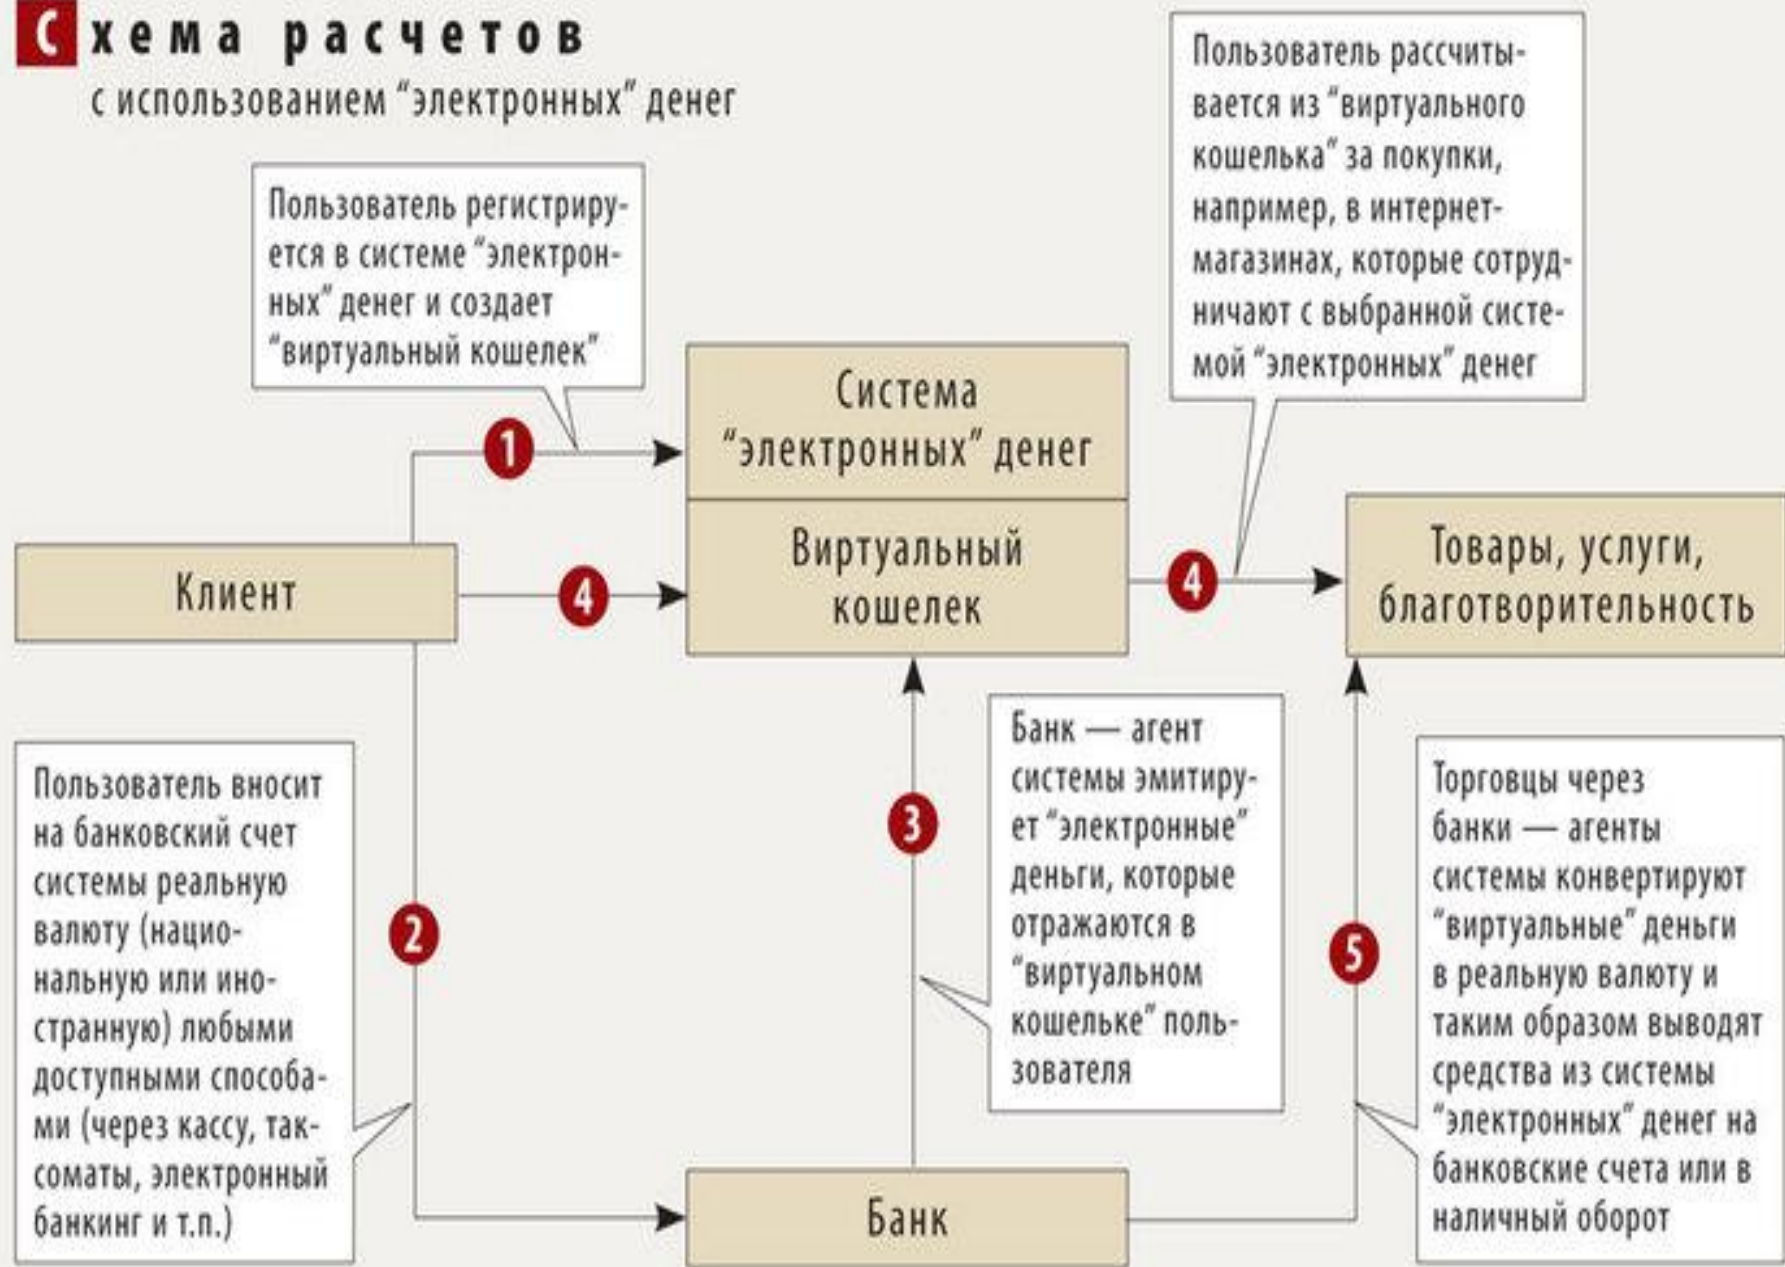 Схема расчетов
с использованием “электронных” денег
Пользователь регистриру-
ется в системе “электрон-
ных” денег и создает
“виртуальный кошелек”
Пользователь рассчиты-
вается из “виртуального
кошелька” за покупки,
например, в интернет-
магазинах, которые сотруд-
ничают с выбранной систе-
мой “электронных” денег
1
Система
“электронных” денег
Клиент
4
Виртуальный
кошелек
4
Товары, услуги,
благотворительность
Пользователь вносит
на банковский счет
системы реальную
валюту (нацио-
нальную или ино-
странную) любыми
доступными способа-
ми (через кассу, так-
соматы, электронный
банкинг и т.п.)
2
3
Банк — агент
системы эмитиру-
ет “электронные”
деньги, которые
отражаются в
“виртуальном
кошельке” поль-
зователя
5
Торговцы через
банки — агенты
системы конвертируют
“виртуальные” деньги
в реальную валюту и
таким образом выводят
средства из системы
“электронных” денег на
банковские счета или в
наличный оборот
Банк